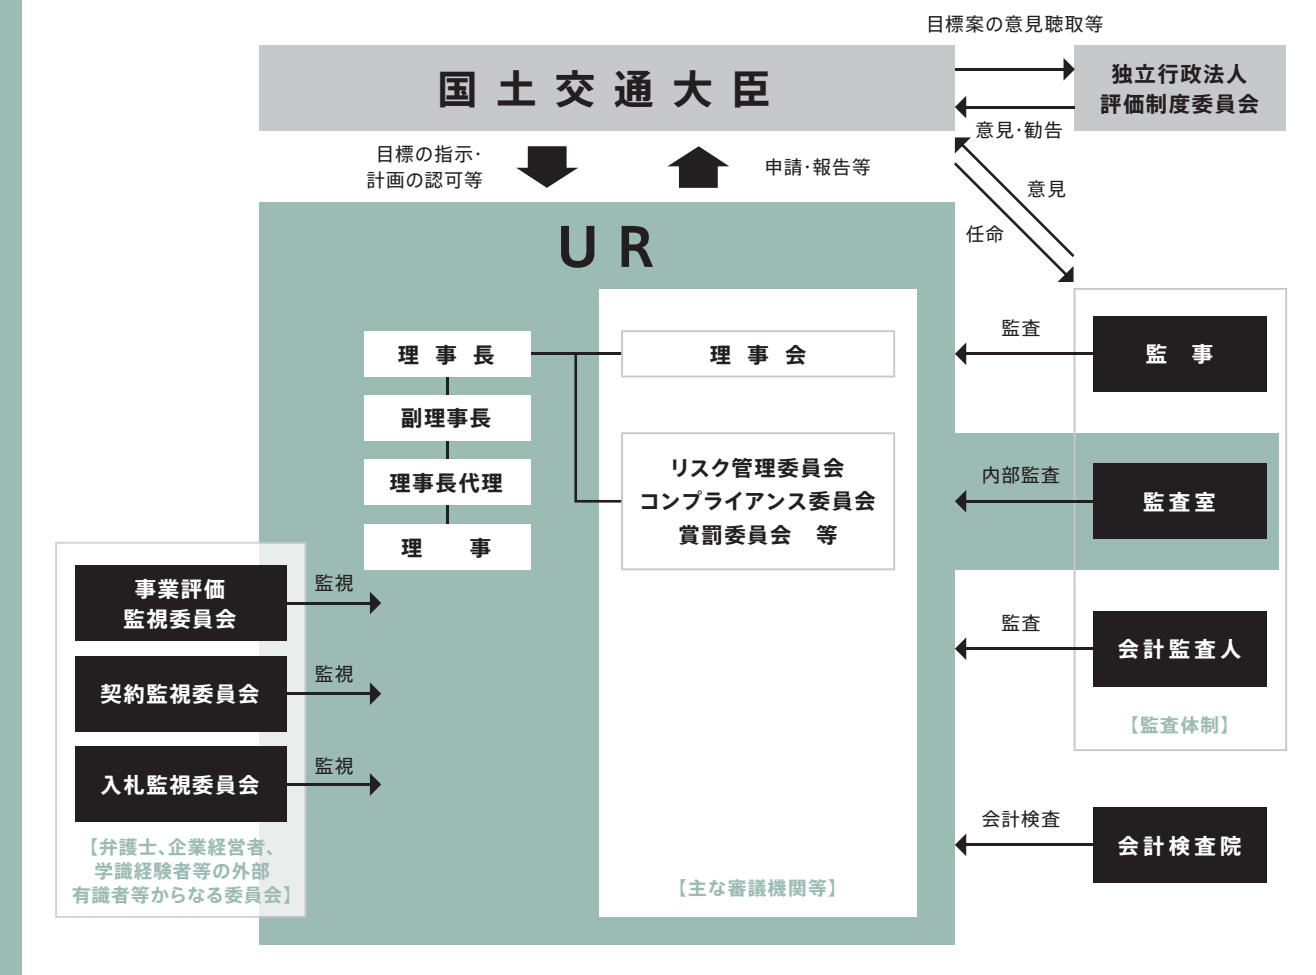 目標案の意見聴取等
国土交通大臣
独立行政法人
評価制度委員会
意見・勧告
目標の指示・
計画の認可等
申請・報告等
意見
任命
UR
理事長
理事会
監査
監事
副理事長
理事長代理
理事
リスク管理委員会
コンプライアンス委員会
賞罰委員会 等
内部監査
監査室
事業評価
監視委員会
監視
監査
会計監査人
契約監視委員会
監視
【監査体制】
入札監視委員会
監視
会計検査
会計検査院
【弁護士、企業経営者、
学識経験者等の外部
有識者等からなる委員会】
【主な審議機関等】